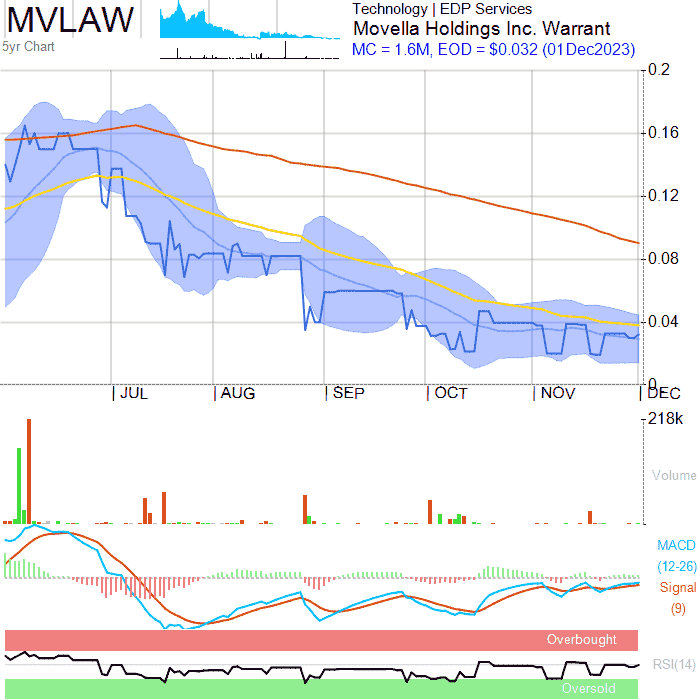 MVLAW
5yr Chart
Technology | EDP Services
Movella Holdings Inc. Warrant
MC = 1.6M, EOD = $0.032 (01Dec2023)
0.2
0.16
0.12
0.08
0.04
0
JUL AUG SEP OCT NOV DEC
218k
Volume
MACD
(12-26)
Signal
(9)
Overbought
RSI(14)
Oversold